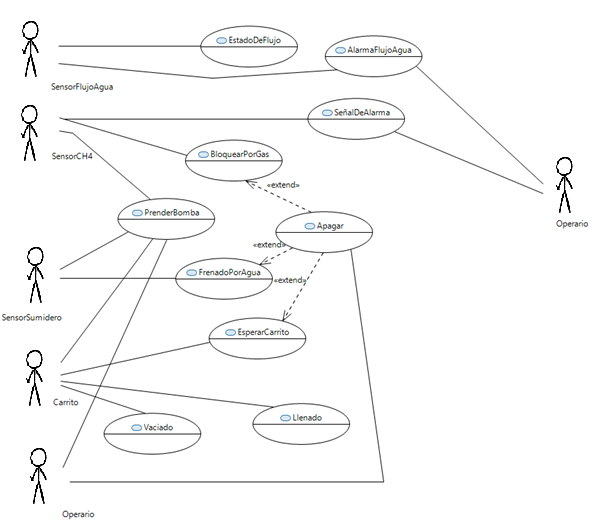 EstadoDeFlujo
AlarmaFlujoAgua
SensorFlujoAgua
SeñalDeAlarma
SensorCH4
BloquearPorGas
«extend»
Operario
PrenderBomba
Apagar
«extend»
FrenadoPorAgua
«extend»
SensorSumidero
EsperarCarrito
Carrito
Llenado
Vaciado
Operario